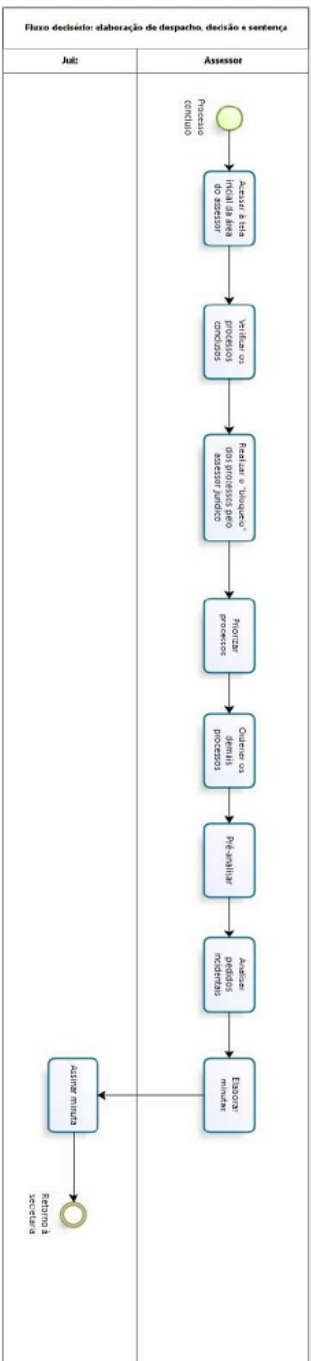 Fluxo decisório: elaboração de despacho, decisão e sentença
Juiz
Assessor
Processo
concluso
Acessar à tela
inicial da área
do assessor
Verificar os
processos
conclusos
Realizar o "bloqueio"
dos processos pelo
assessor jurídico
Priorizar
processos
Ordenar os
demais
processos
Pré-analisar
Analisar
pedidos
incidentais
Elaborar
minutas
Assinar minuta
Retorno à
secretaria